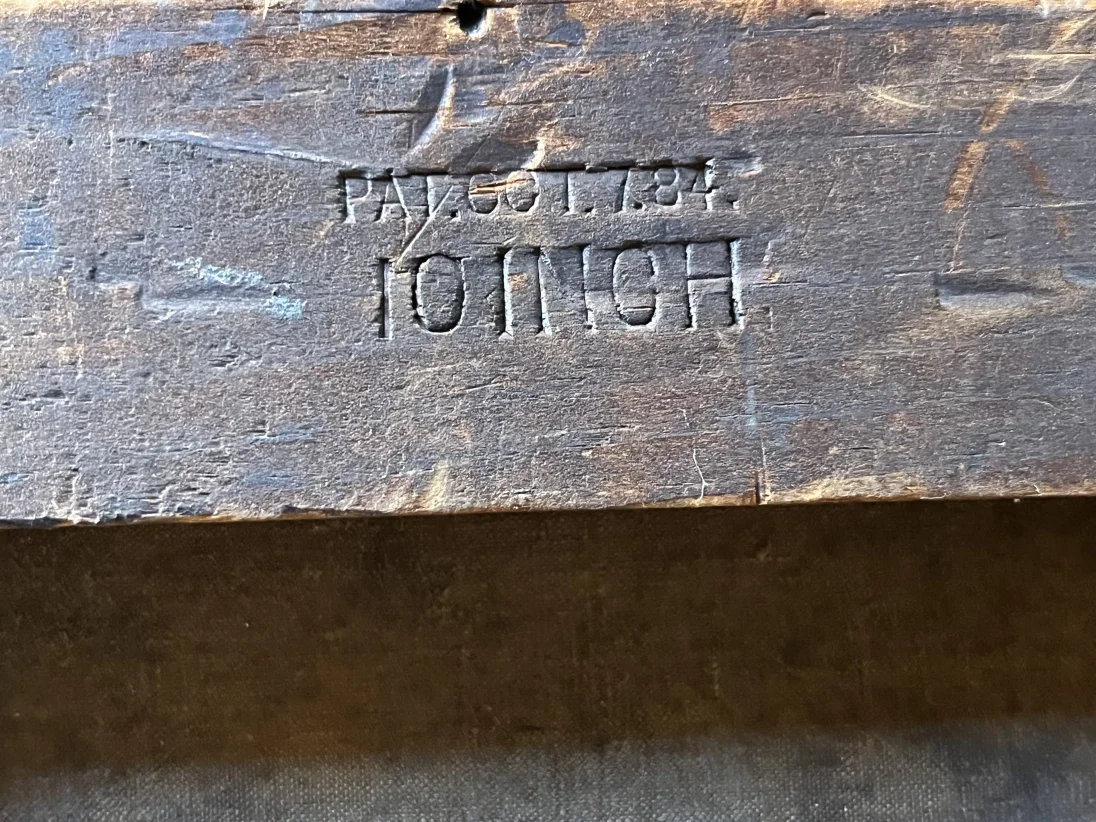 PAT. OCT. 7. 84.
10 INCH